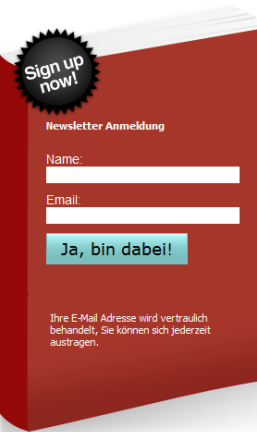 Sign up
now!
Newsletter Anmeldung
Name:
Email:
Ja, bin dabei!
Ihre E-Mail Adresse wird vertraulich
behandelt, Sie können sich jederzeit
austragen.